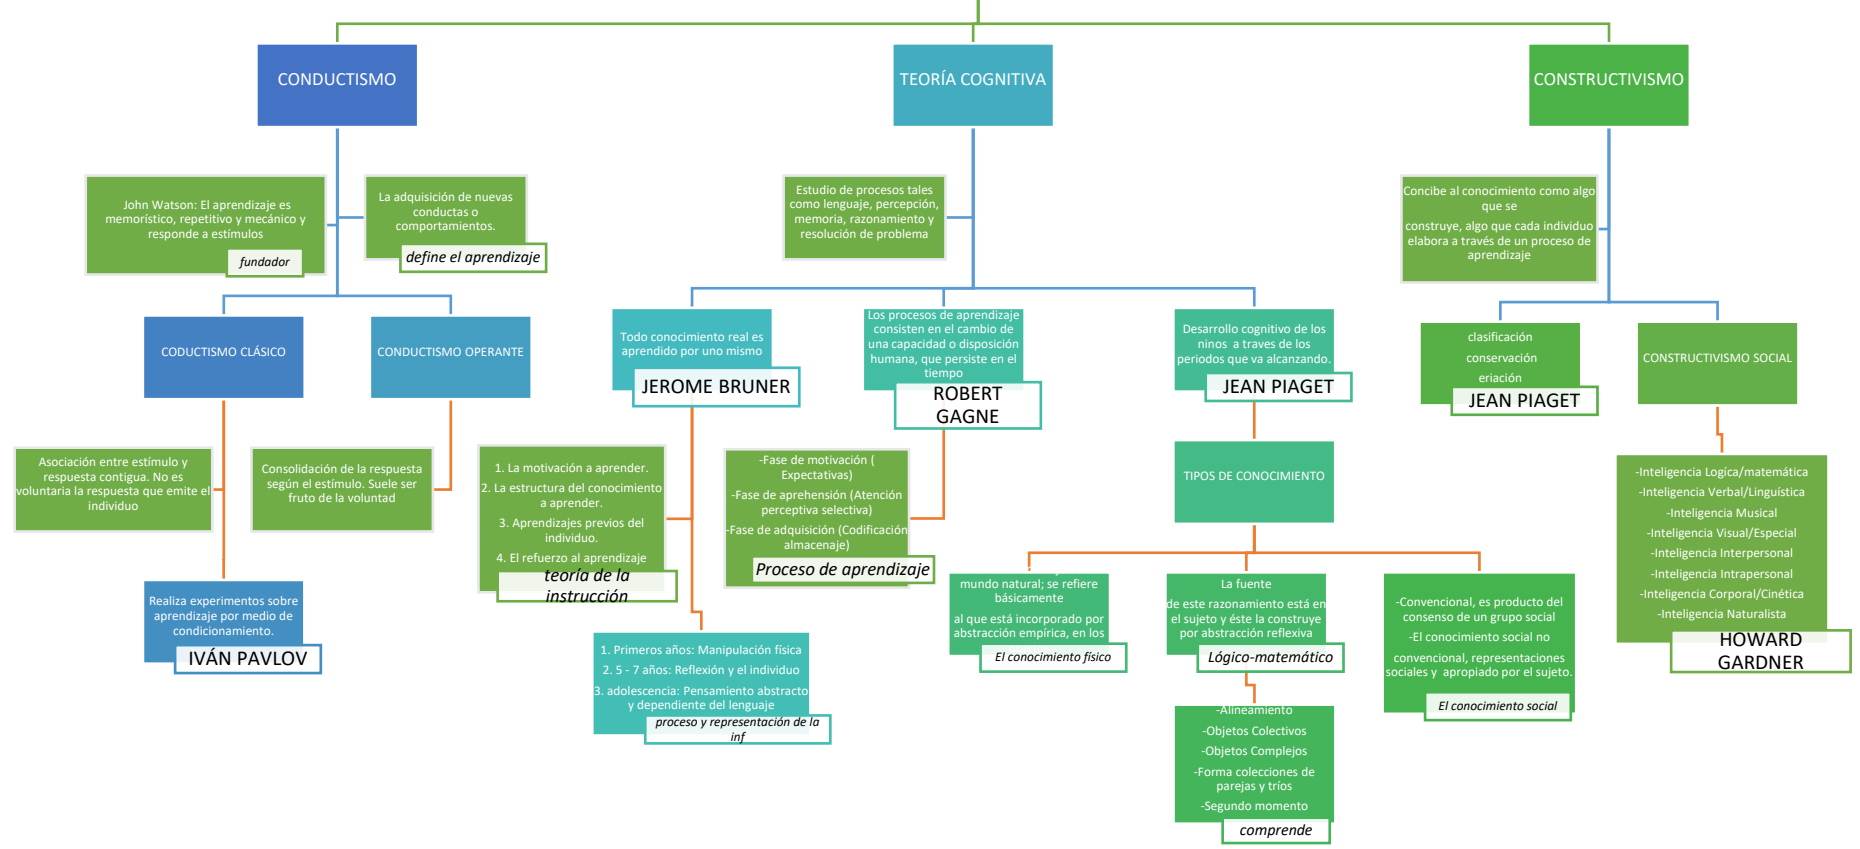 CONDUCTISMO
TEORÍA COGNITIVA
CONSTRUCTIVISMO
John Watson: El aprendizaje es
memorístico, repetitivo y mecánico y
responde a estímulos
fundador
La adquisición de nuevas
conductas o
comportamientos.
define el aprendizaje
Estudio de procesos tales
como lenguaje, percepción,
memoria, razonamiento y
resolución de problema
Concibe al conocimiento como algo
que se
construye, algo que cada individuo
elabora a través de un proceso de
aprendizaje
CODUCTISMO CLÁSICO
CONDUCTISMO OPERANTE
Todo conocimiento real es
aprendido por uno mismo
JEROME BRUNER
Los procesos de aprendizaje
consisten en el cambio de
una capacidad o disposición
humana, que persiste en el
tiempo
ROBERT
GAGNE
Desarrollo cognitivo de los
ninos a traves de los
periodos que va alcanzando.
JEAN PIAGET
clasificación
conservación
eriación
JEAN PIAGET
CONSTRUCTIVISMO SOCIAL
Asociación entre estímulo y
respuesta contigua. No es
voluntaria la respuesta que emite el
individuo
Consolidación de la respuesta
según el estímulo. Suele ser
fruto de la voluntad
1. La motivación a aprender.
2. La estructura del conocimiento
a aprender.
3. Aprendizajes previos del
individuo.
4. El refuerzo al aprendizaje
teoría de la
instrucción
-Fase de motivación (
Expectativas)
-Fase de aprehensión (Atención
perceptiva selectiva)
-Fase de adquisición (Codificación
almacenaje)
Proceso de aprendizaje
TIPOS DE CONOCIMIENTO
-Inteligencia Logíca/matemática
-Inteligencia Verbal/Linguística
-Inteligencia Musical
-Inteligencia Visual/Especial
-Inteligencia Interpersonal
-Inteligencia Intrapersonal
-Inteligencia Corporal/Cinética
-Inteligencia Naturalista
HOWARD
GARDNER
Realiza experimentos sobre
aprendizaje por medio de
condicionamiento.
IVÁN PAVLOV
1. Primeros años: Manipulación física
2. 5 - 7 años: Reflexión y el individuo
3. adolescencia: Pensamiento abstracto
y dependiente del lenguaje
proceso y representación de la
inf
mundo natural; se refiere
básicamente
al que está incorporado por
abstracción empírica, en los
El conocimiento físico
La fuente
de este razonamiento está en
el sujeto y éste la construye
por abstracción reflexiva
Lógico-matemático
-Convencional, es producto del
consenso de un grupo social
-El conocimiento social no
convencional, representaciones
sociales y apropiado por el sujeto.
El conocimiento social
-Alineamiento
-Objetos Colectivos
-Objetos Complejos
-Forma colecciones de
parejas y tríos
-Segundo momento
comprende